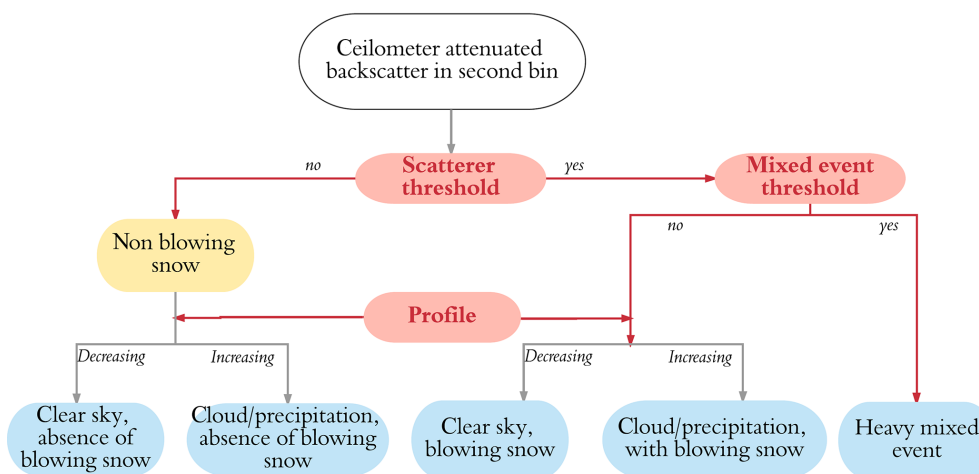 Ceilometer attenuated
backscatter in second bin
no
Scatterer
threshold
yes
Mixed event
threshold
no
yes
Non blowing
snow
Profile
Decreasing
Increasing
Decreasing
Increasing
Clear sky,
absence of
blowing snow
Cloud/precipitation,
absence of blowing
snow
Clear sky,
blowing snow
Cloud/precipitation,
with blowing snow
Heavy mixed
event